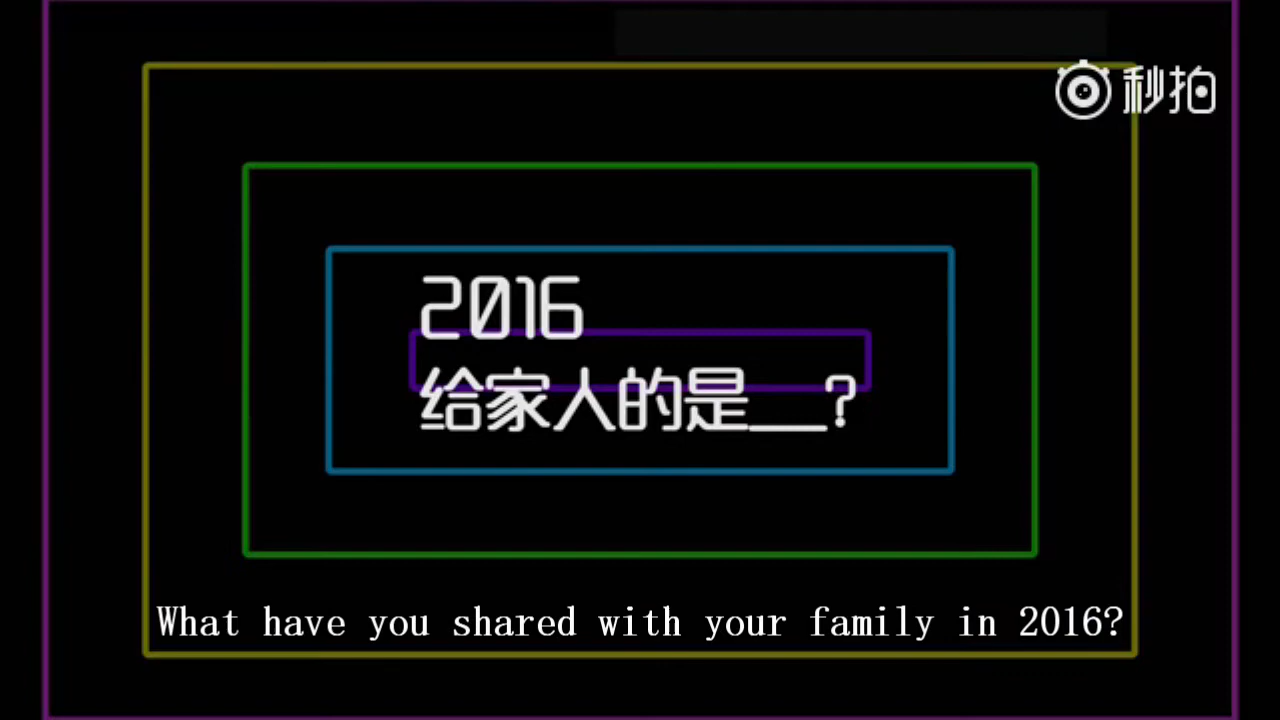 秒拍
2016
给家人的是__?
What have you shared with your family in 2016?